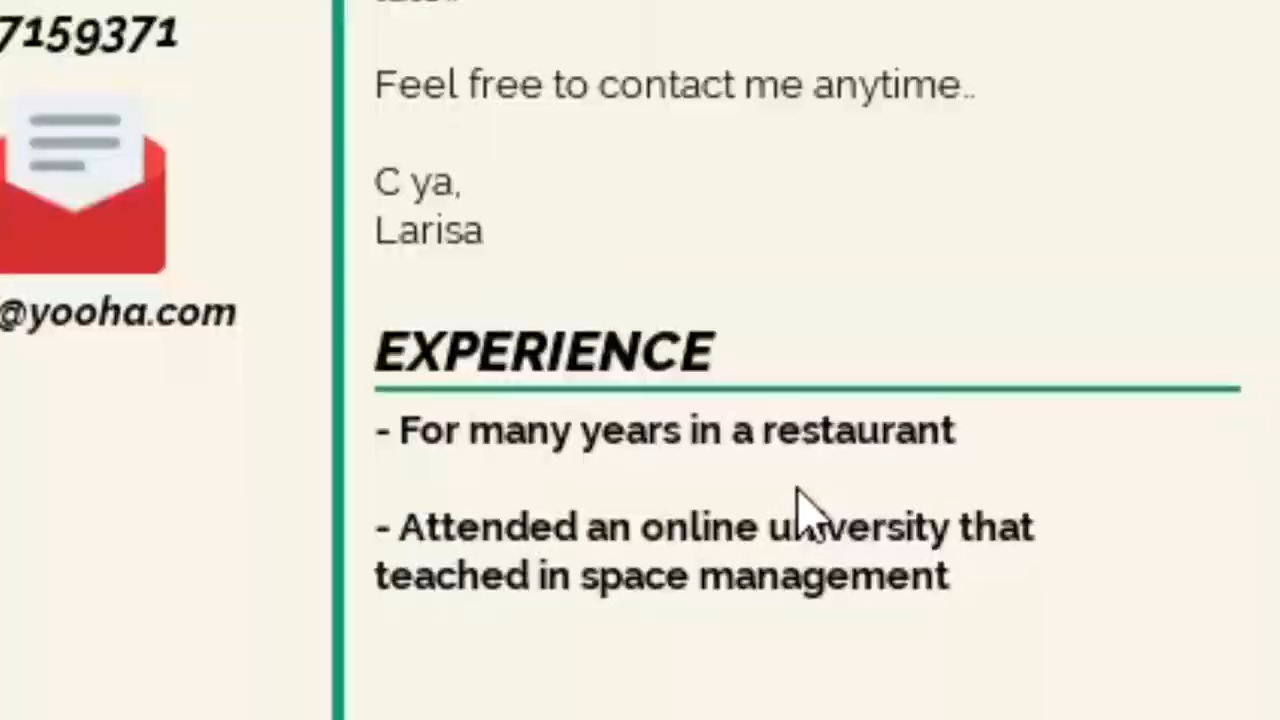 7159371
@yooha.com
Feel free to contact me anytime..
C ya,
Larisa
EXPERIENCE
- For many years in a restaurant
- Attended an online university that
teached in space management